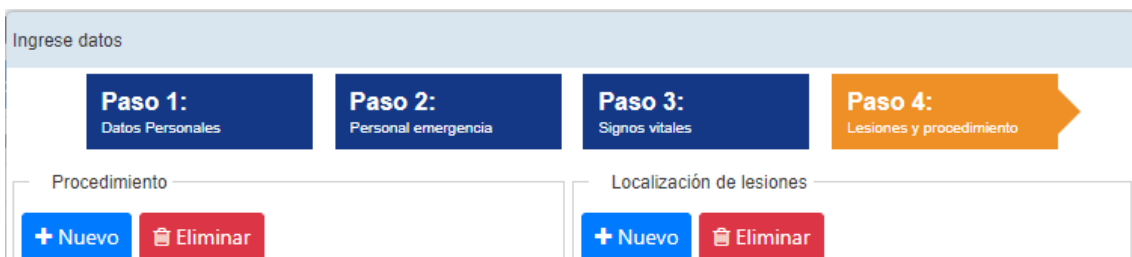 Ingrese datos
Paso 1:
Datos Personales
Paso 2:
Personal emergencia
Paso 3:
Signos vitales
Paso 4:
Lesiones y procedimiento
Procedimiento
Nuevo
Eliminar
Localización de lesiones
Nuevo
Eliminar